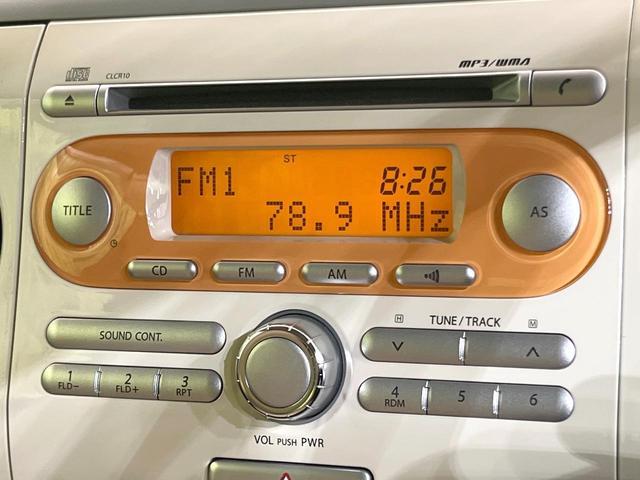 disc CLCR10 MP3/WMA
ST
FM1 8:26
78.9 MHz
TITLE AS
CD FM AM
SOUND CONT. H TUNE/TRACK M
1 FLD- 2 FLD+ 3 RPT
4 RDM 5 6
VOL PUSH PWR